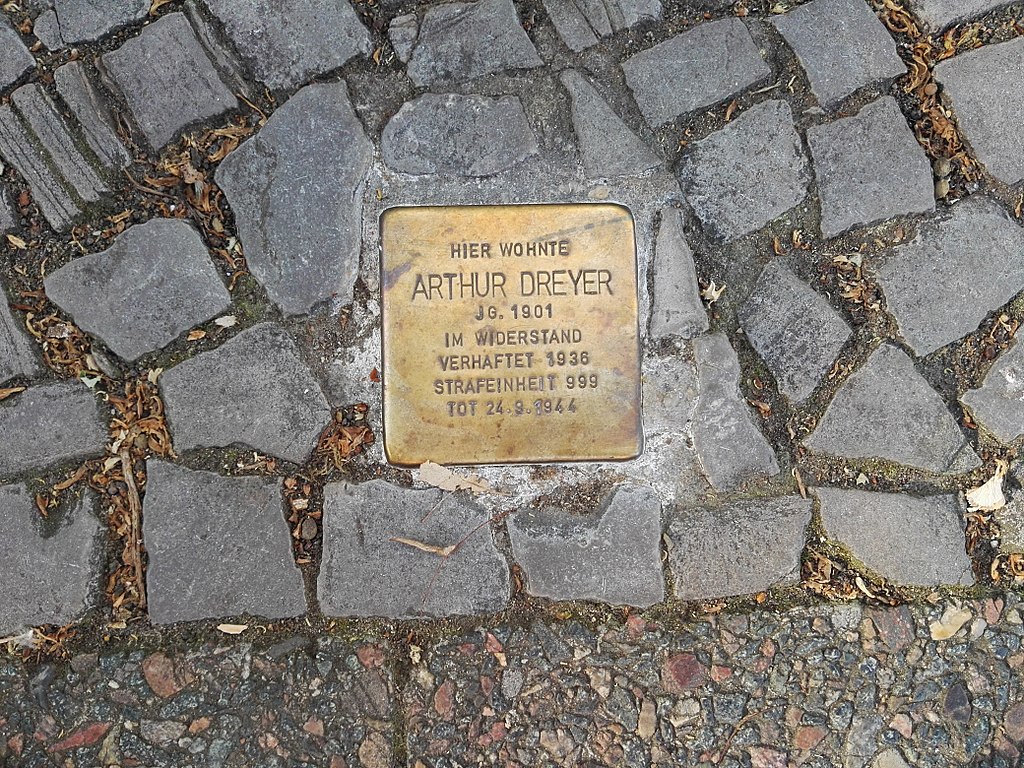 HIER WOHNTE
ARTHUR DREYER
JG. 1901
IM WIDERSTAND
VERHAFTET 1936
STRAFEINHEIT 999
TOT 24.9.1944